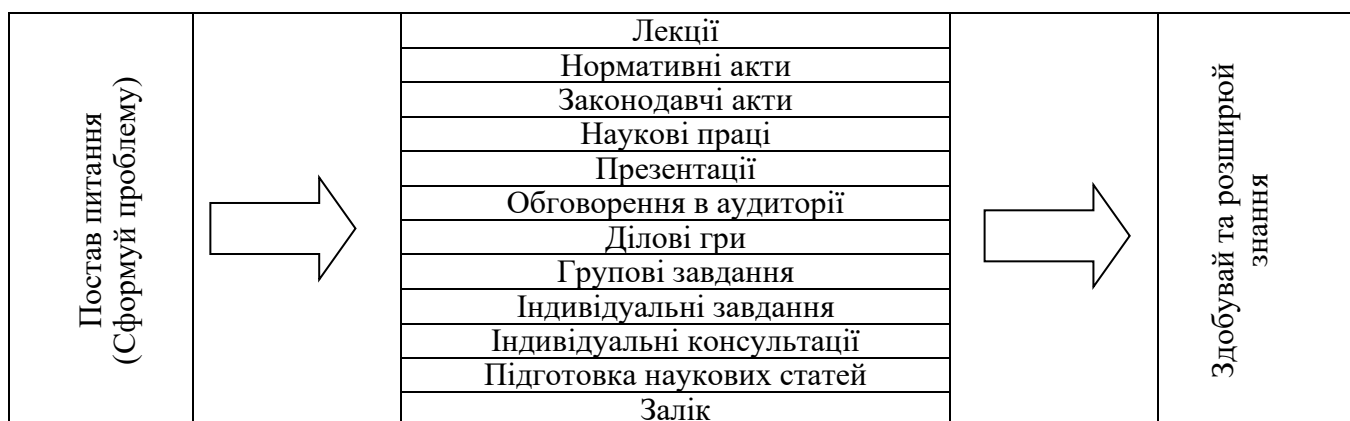 Постав питання
(Сформуй проблему)
Лекції
Нормативні акти
Законодавчі акти
Наукові праці
Презентації
Обговорення в аудиторії
Ділові гри
Групові завдання
Індивідуальні завдання
Індивідуальні консультації
Підготовка наукових статей
Залік
Здобувай та розширюй
знання